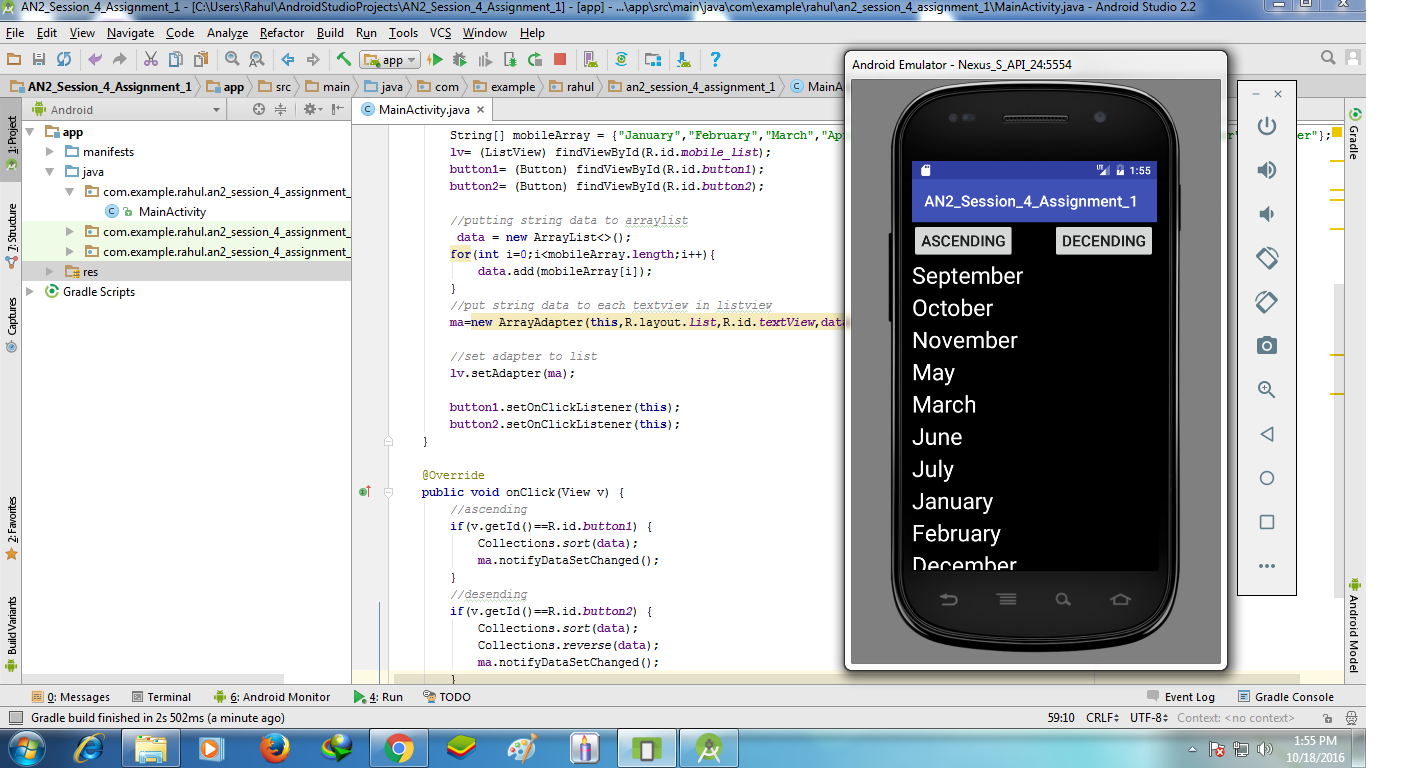 AN2_Session_4_Assignment_1 - [C:\Users\Rahul\AndroidStudioProjects\AN2_Session_4_Assignment_1] - [app] - ...\app\src\main\java\com\example\rahul\an2_session_4_assignment_1\MainActivity.java - Android Studio 2.2
File Edit View Navigate Code Analyze Refactor Build Run Tools VCS Window Help
app
AN2_Session_4_Assignment_1 app src main java com example rahul an2_session_4_assignment_1 MainA
Android
MainActivity.java
1: Project
7: Structure
Captures
2: Favorites
Build Variants
app
manifests
java
com.example.rahul.an2_session_4_assignment_
MainActivity
com.example.rahul.an2_session_4_assignment_
com.example.rahul.an2_session_4_assignment_
res
Gradle Scripts
String[] mobileArray = {"January","February","March","Ap
er"};
lv= (ListView) findViewById(R.id.mobile_list);
button1= (Button) findViewById(R.id.button1);
button2= (Button) findViewById(R.id.button2);
//putting string data to arraylist
data = new ArrayList<>();
for(int i=0;i<mobileArray.length;i++){
data.add(mobileArray[i]);
}
//put string data to each textview in listview
ma=new ArrayAdapter(this,R.layout.list,R.id.textView,data
//set adapter to list
lv.setAdapter(ma);
button1.setOnClickListener(this);
button2.setOnClickListener(this);
}
@Override
public void onClick(View v) {
//ascending
if(v.getId()==R.id.button1) {
Collections.sort(data);
ma.notifyDataSetChanged();
}
//desending
if(v.getId()==R.id.button2) {
Collections.sort(data);
Collections.reverse(data);
ma.notifyDataSetChanged();
}
Android Emulator - Nexus_S_API_24:5554
LTE 1:55
AN2_Session_4_Assignment_1
ASCENDING DECENDING
September
October
November
May
March
June
July
January
February
December
Gradle
Android Model
0: Messages Terminal 6: Android Monitor 4: Run TODO Event Log Gradle Console
Gradle build finished in 2s 502ms (a minute ago) 59:10 CRLF UTF-8 Context: <no context>
1:55 PM
10/18/2016